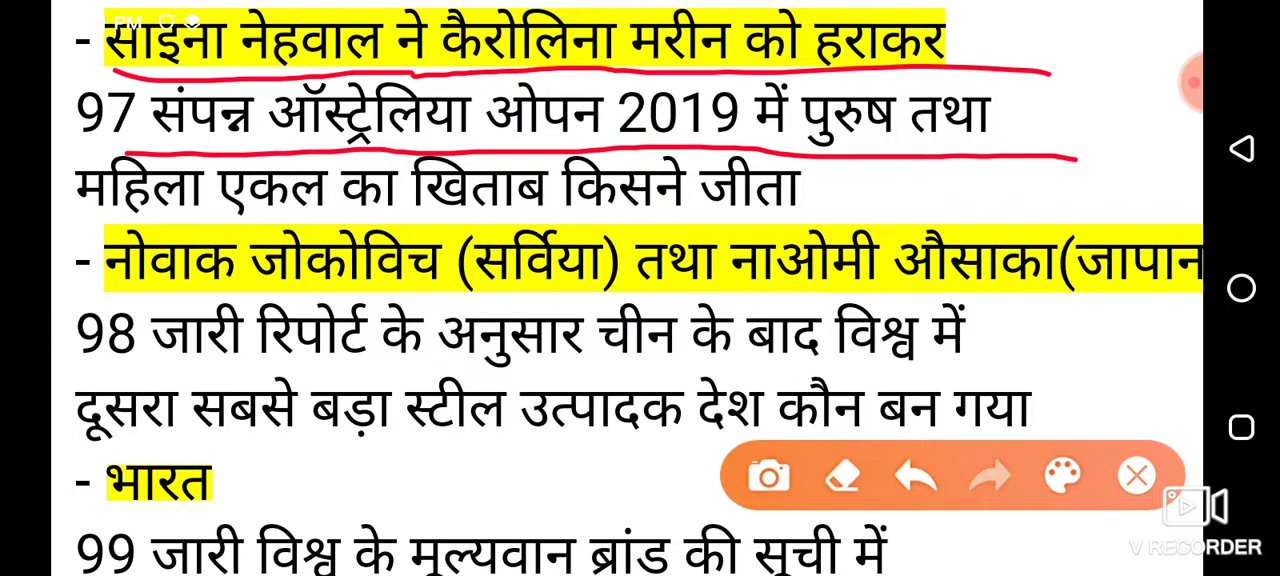 PM
- साइना नेहवाल ने कैरोलिना मरीन को हराकर
97 संपन्न ऑस्ट्रेलिया ओपन 2019 में पुरुष तथा
महिला एकल का खिताब किसने जीता
- नोवाक जोकोविच (सर्विया) तथा नाओमी औसाका(जापान
98 जारी रिपोर्ट के अनुसार चीन के बाद विश्व में
दूसरा सबसे बड़ा स्टील उत्पादक देश कौन बन गया
- भारत
V RECORDER
99 जारी विश्व के मूल्यवान ब्रांड की सूची में